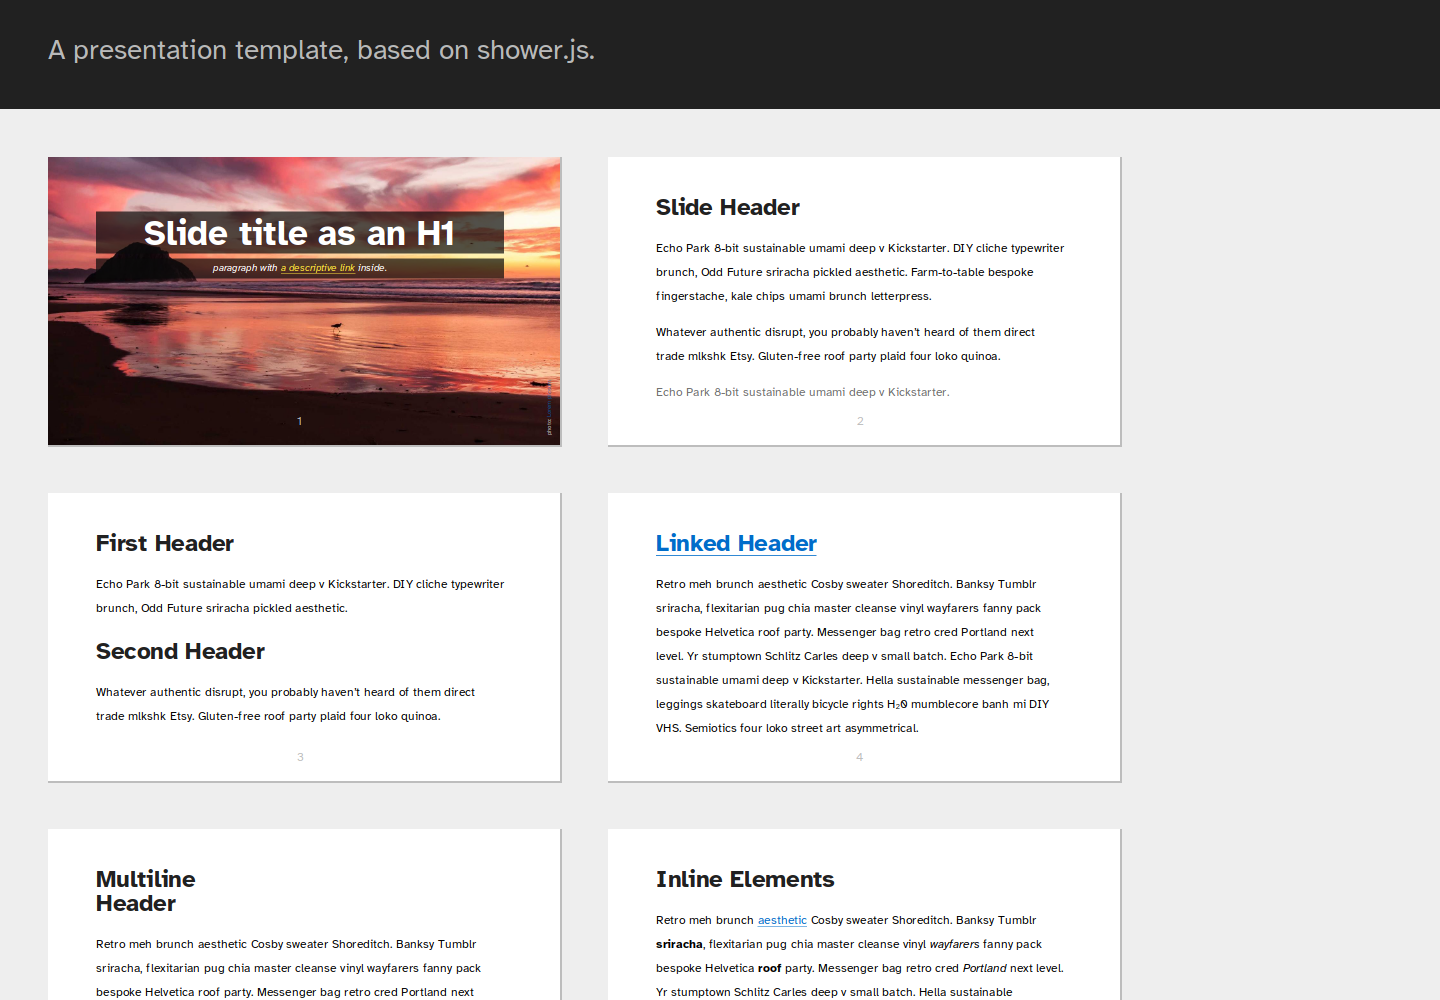 A presentation template, based on shower.js.
Slide title as an H1
paragraph with a descriptive link inside.
photo:
1
Slide Header
Echo Park 8-bit sustainable umami deep v Kickstarter. DIY cliche typewriter
brunch, Odd Future sriracha pickled aesthetic. Farm-to-table bespoke
fingerstache, kale chips umami brunch letterpress.
Whatever authentic disrupt, you probably haven't heard of them direct
trade mlkshk Etsy. Gluten-free roof party plaid four loko quinoa.
Echo Park 8-bit sustainable umami deep v Kickstarter.
2
First Header
Echo Park 8-bit sustainable umami deep v Kickstarter. DIY cliche typewriter
brunch, Odd Future sriracha pickled aesthetic.
Second Header
Whatever authentic disrupt, you probably haven't heard of them direct
trade mlkshk Etsy. Gluten-free roof party plaid four loko quinoa.
3
Linked Header
Retro meh brunch aesthetic Cosby sweater Shoreditch. Banksy Tumblr
sriracha, flexitarian pug chia master cleanse vinyl wayfarers fanny pack
bespoke Helvetica roof party. Messenger bag retro cred Portland next
level. Yr stumptown Schlitz Carles deep v small batch. Echo Park 8-bit
sustainable umami deep v Kickstarter. Hella sustainable messenger bag,
leggings skateboard literally bicycle rights H₂0 mumblecore banh mi DIY
VHS. Semiotics four loko street art asymmetrical.
4
Multiline
Header
Retro meh brunch aesthetic Cosby sweater Shoreditch. Banksy Tumblr
sriracha, flexitarian pug chia master cleanse vinyl wayfarers fanny pack
bespoke Helvetica roof party. Messenger bag retro cred Portland next
Inline Elements
Retro meh brunch aesthetic Cosby sweater Shoreditch. Banksy Tumblr
sriracha, flexitarian pug chia master cleanse vinyl wayfarers fanny pack
bespoke Helvetica roof party. Messenger bag retro cred Portland next level.
Yr stumptown Schlitz Carles deep v small batch. Hella sustainable